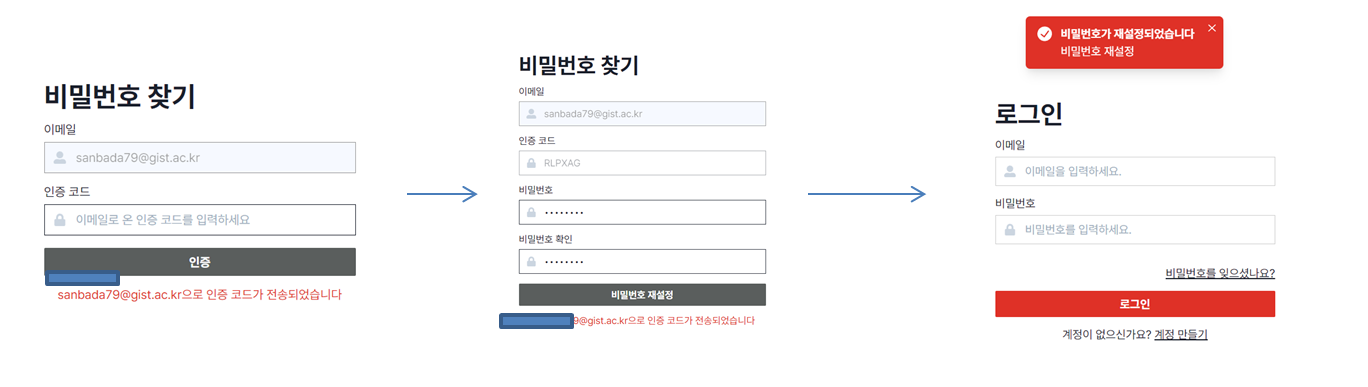 비밀번호 찾기
이메일
sanbada79@gist.ac.kr
인증 코드
이메일로 온 인증 코드를 입력하세요
인증
sanbada79@gist.ac.kr으로 인증 코드가 전송되었습니다
비밀번호 찾기
이메일
sanbada79@gist.ac.kr
인증 코드
RLPXAG
비밀번호
••••••••
비밀번호 확인
••••••••
비밀번호 재설정
9@gist.ac.kr으로 인증 코드가 전송되었습니다
비밀번호가 재설정되었습니다
비밀번호 재설정
로그인
이메일
이메일을 입력하세요.
비밀번호
비밀번호를 입력하세요.
비밀번호를 잊으셨나요?
로그인
계정이 없으신가요? 계정 만들기